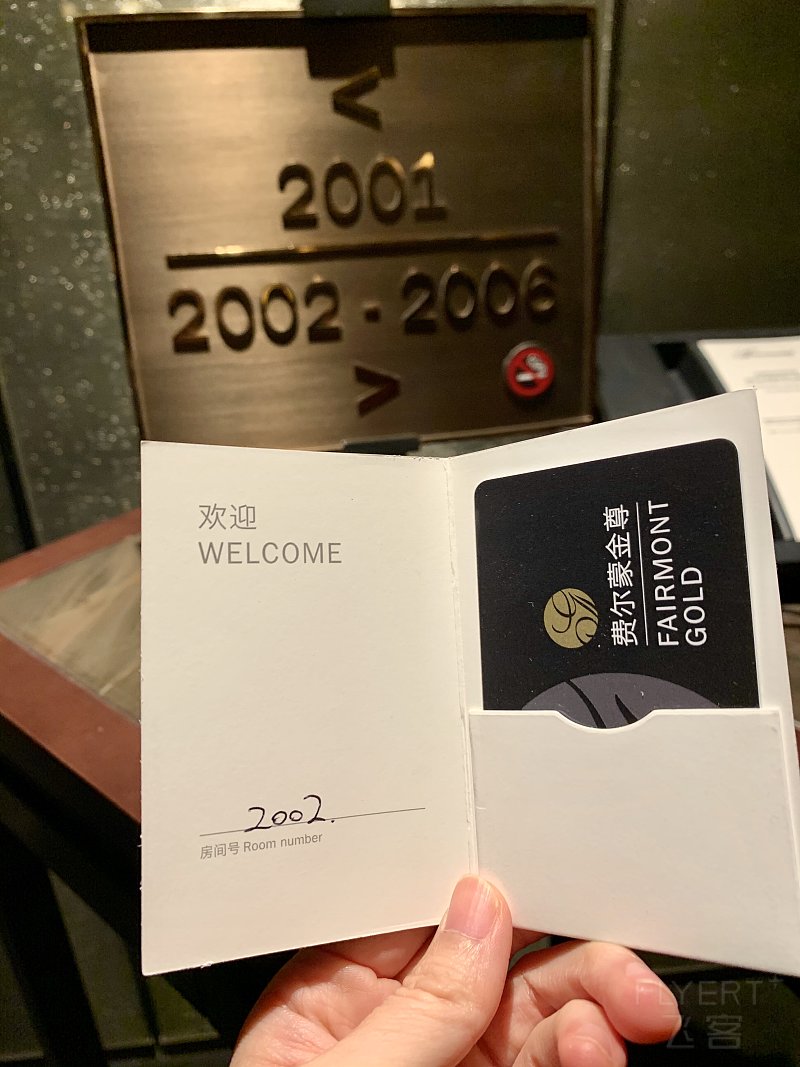 <
2001
2002 - 2006
>
欢迎
WELCOME
2002.
房间号 Room number
费尔蒙金尊
FAIRMONT
GOLD
FLYERT+
飞客